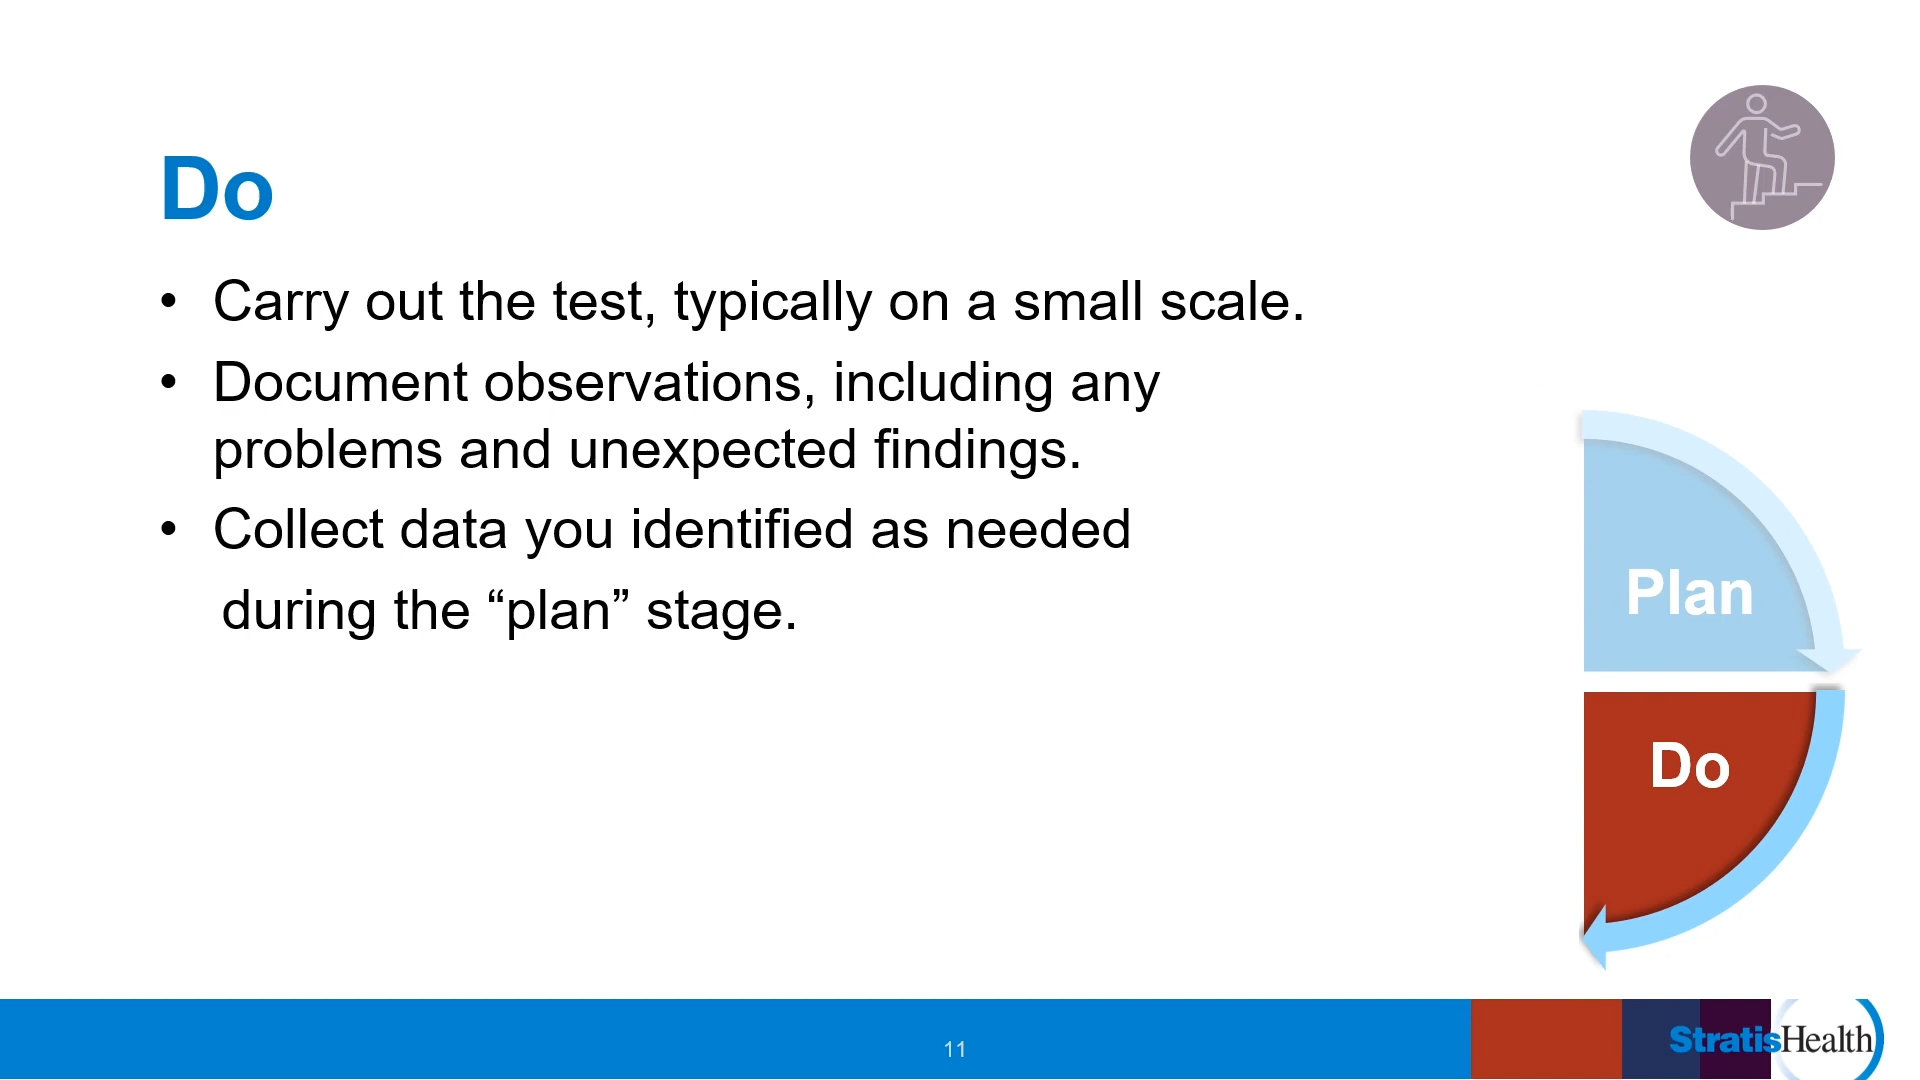 Do
• Carry out the test, typically on a small scale.
• Document observations, including any
problems and unexpected findings.
• Collect data you identified as needed
during the “plan” stage.
Plan
Do
11
StratisHealth